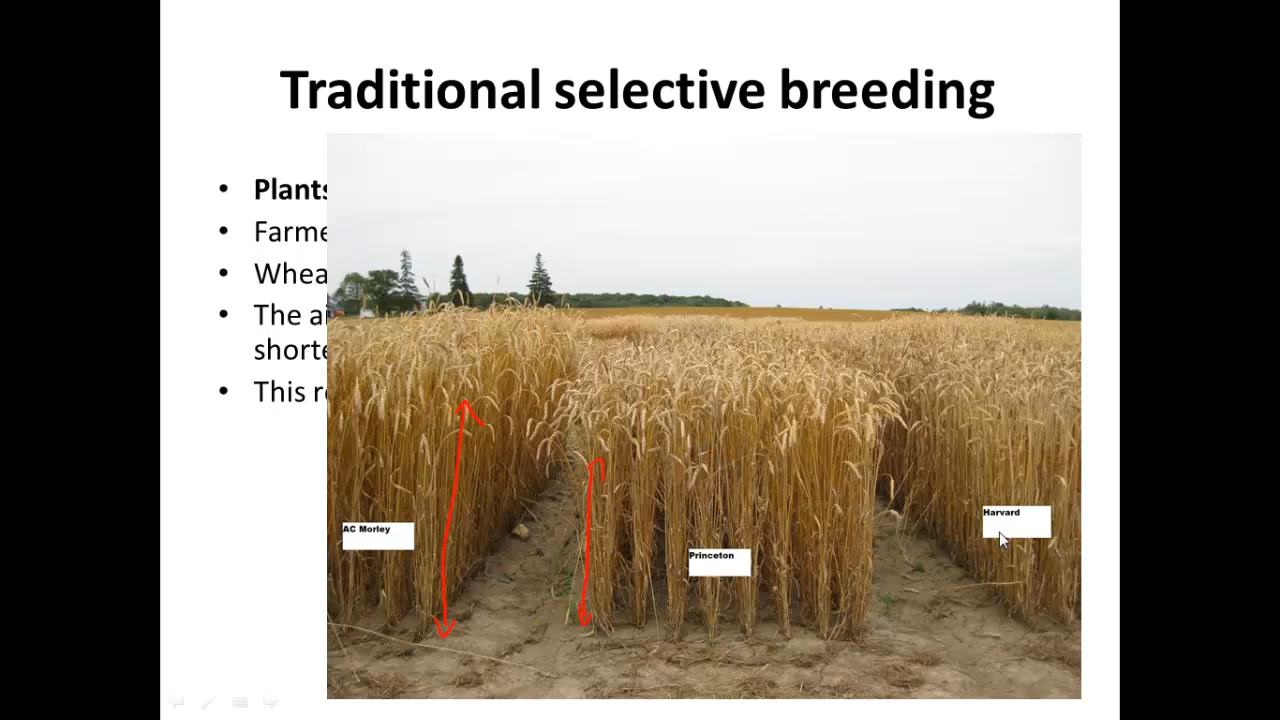 Traditional selective breeding
• Plants
• Farme
• Whea
• The a
shorte
• This r
AC Morley
Princeton
Harvard